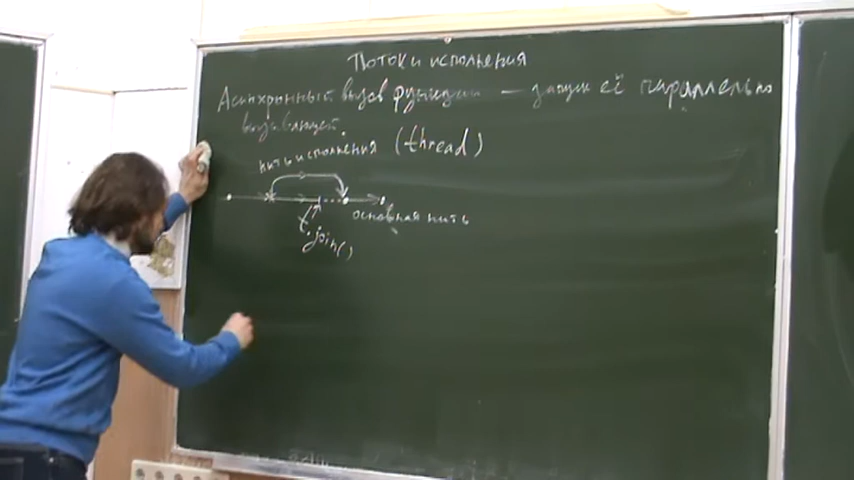 Потоки исполнения
Асинхронный вызов функции — запуск её параллельно
вызывающей.
нить исполнения (thread)
основная нить
t.join()